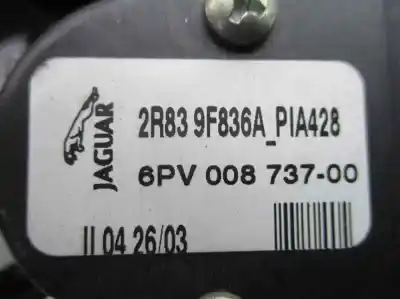 JAGUAR
2R83 9F836A_PIA428
6PV 008 737-00
II 04 26/03